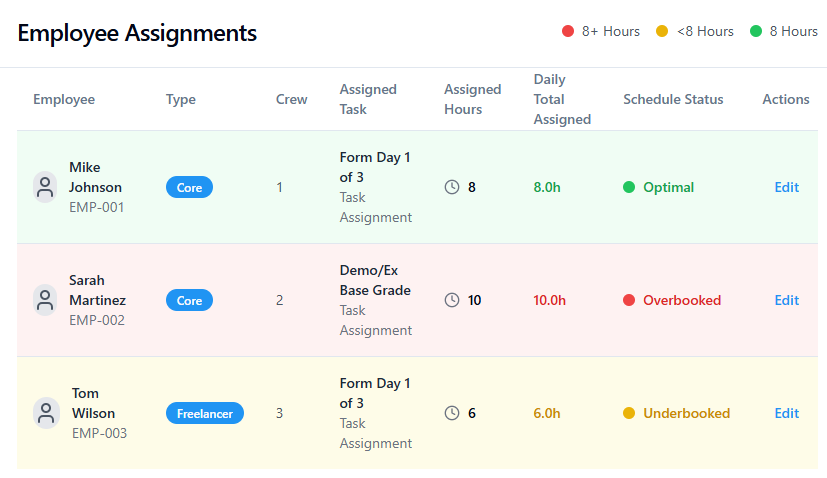 Employee Assignments
8+ Hours
<8 Hours
8 Hours
Employee
Type
Crew
Assigned
Task
Assigned
Hours
Daily
Total
Assigned
Schedule Status
Actions
Mike
Johnson
EMP-001
Core
1
Form Day 1
of 3
Task
Assignment
8
8.0h
Optimal
Edit
Sarah
Martinez
EMP-002
Core
2
Demo/Ex
Base Grade
Task
Assignment
10
10.0h
Overbooked
Edit
Tom
Wilson
EMP-003
Freelancer
3
Form Day 1
of 3
Task
Assignment
6
6.0h
Underbooked
Edit